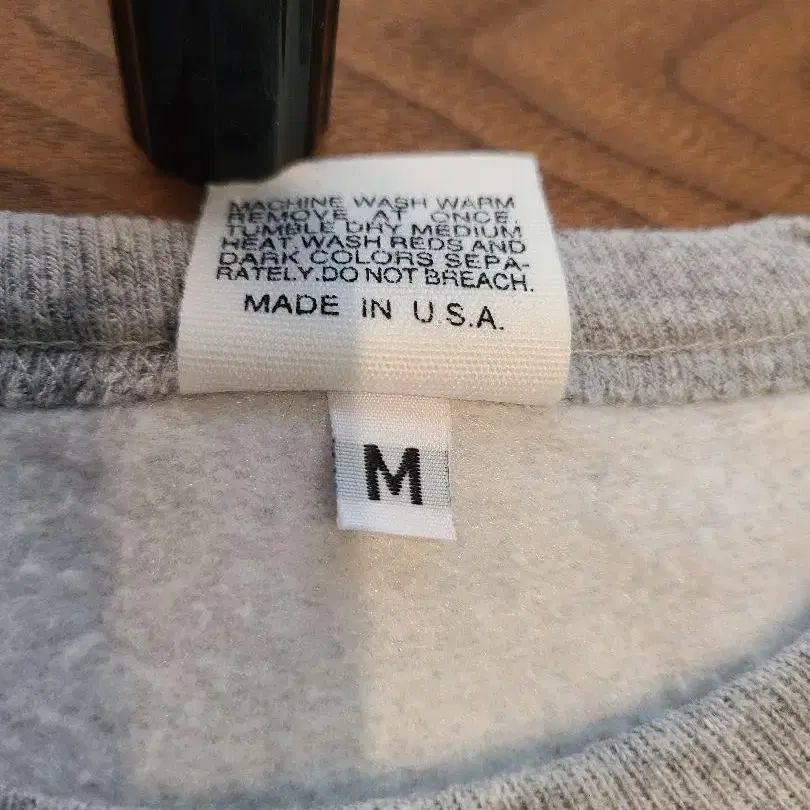 MACHINE WASH WARM
REMOVE AT ONCE.
TUMBLE DRY MEDIUM
HEAT. WASH REDS AND
DARK COLORS SEPA-
RATELY. DO NOT BREACH.
MADE IN U.S.A.
M